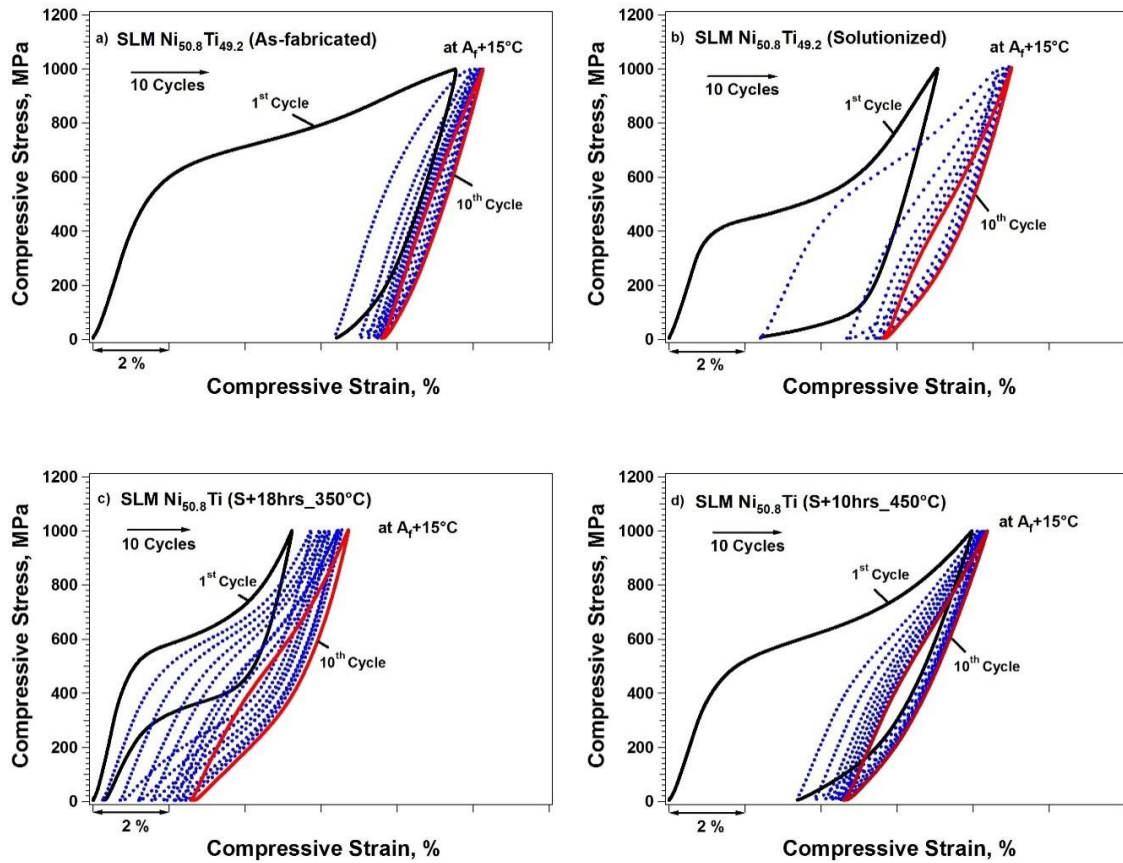 a) SLM Ni50.8Ti49.2 (As-fabricated)
at Af+15°C
10 Cycles
1st Cycle
10th Cycle
1200
1000
800
600
400
200
0
Compressive Stress, MPa
2 %
Compressive Strain, %
b) SLM Ni50.8Ti49.2 (Solutionized)
at Af+15°C
10 Cycles
1st Cycle
10th Cycle
1200
1000
800
600
400
200
0
Compressive Stress, MPa
2 %
Compressive Strain, %
c) SLM Ni50.8Ti (S+18hrs_350°C)
at Af+15°C
10 Cycles
1st Cycle
10th Cycle
1200
1000
800
600
400
200
0
Compressive Stress, MPa
2 %
Compressive Strain, %
d) SLM Ni50.8Ti (S+10hrs_450°C)
at Af+15°C
10 Cycles
1st Cycle
10th Cycle
1200
1000
800
600
400
200
0
Compressive Stress, MPa
2 %
Compressive Strain, %